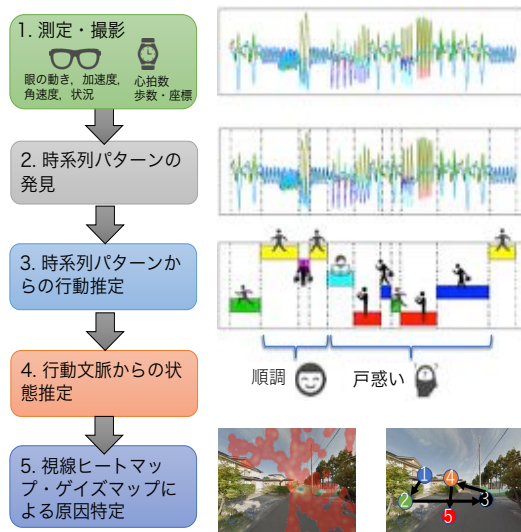 1. 測定・撮影
眼の動き, 加速度,
角速度, 状況
心拍数
歩数・座標
2. 時系列パターンの
発見
3. 時系列パターンか
らの行動推定
順調
戸惑い
?
4. 行動文脈からの状
態推定
5. 視線ヒートマッ
プ・ゲイズマップに
よる原因特定
1
4
2
3
5